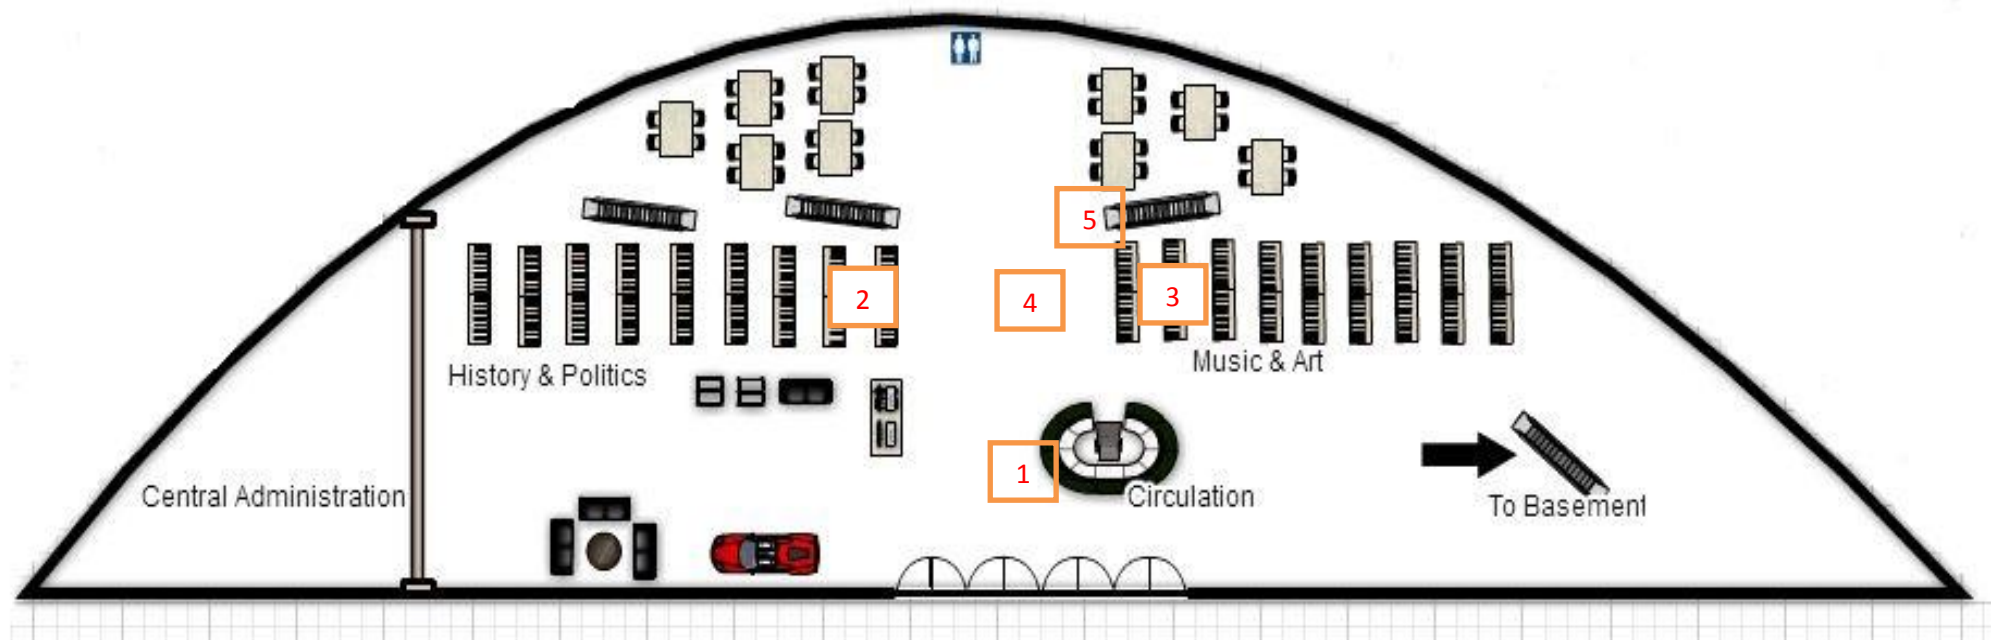 5
2
4
3
History & Politics
Music & Art
1
Central Administration
Circulation
To Basement